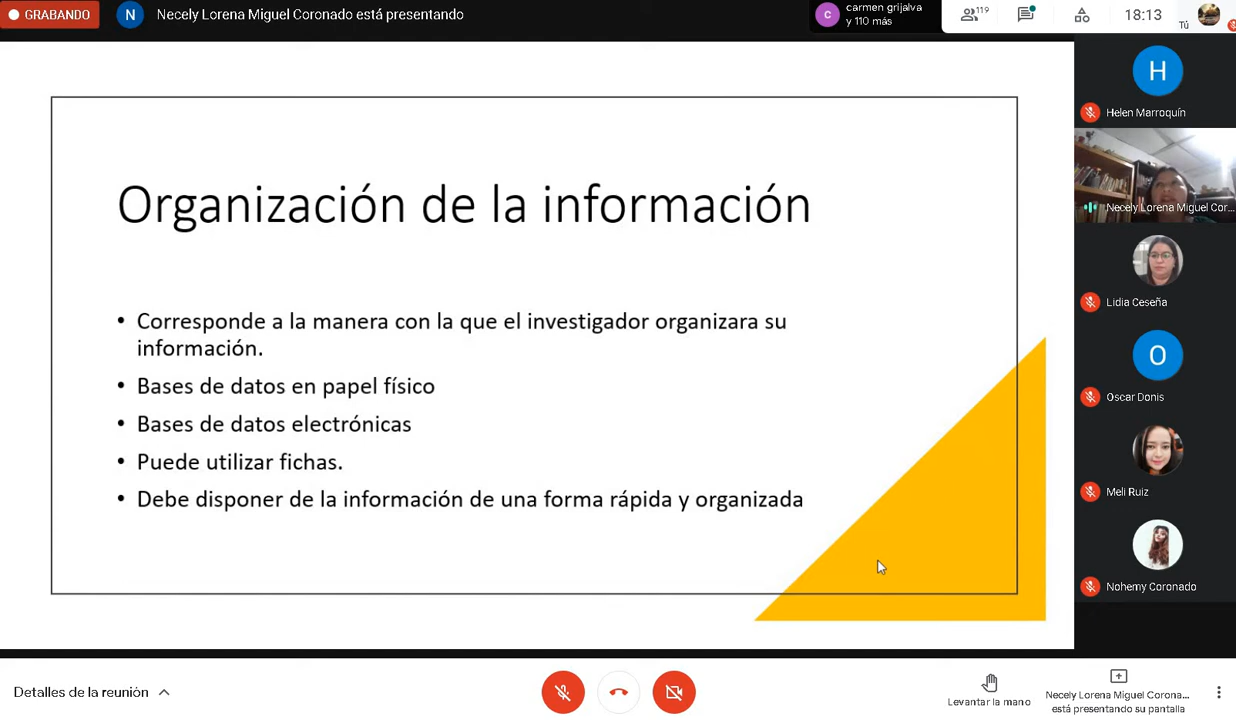 GRABANDO
N
Necely Lorena Miguel Coronado está presentando
c
carmen grijalva
y 110 más
119
18:13
Tú
H
Helen Marroquín
Necely Lorena Miguel Cor...
Lidia Ceseña
O
Oscar Donis
Meli Ruiz
Nohemy Coronado
Organización de la información
• Corresponde a la manera con la que el investigador organizara su
información.
• Bases de datos en papel físico
• Bases de datos electrónicas
• Puede utilizar fichas.
• Debe disponer de la información de una forma rápida y organizada
Detalles de la reunión
Levantar la mano
Necely Lorena Miguel Corona...
está presentando su pantalla